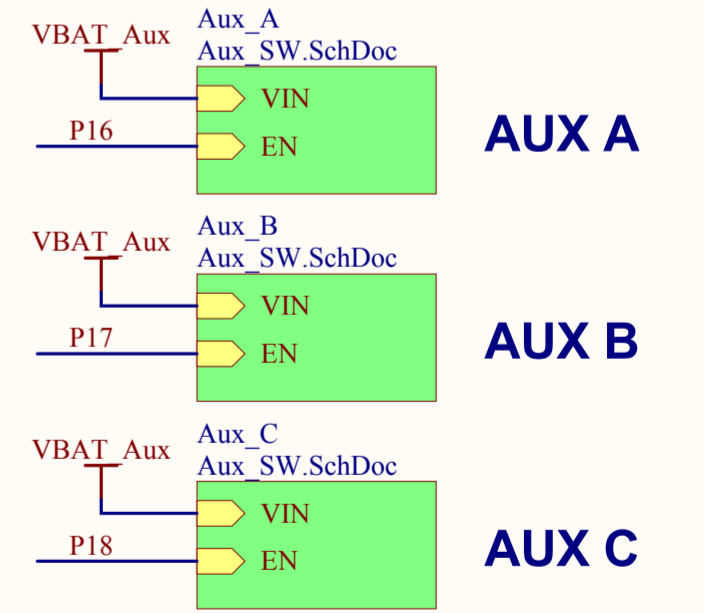 Aux_A
VBAT_Aux
Aux_SW.SchDoc
VIN
P16
EN
AUX A
Aux_B
VBAT_Aux
Aux_SW.SchDoc
VIN
P17
EN
AUX B
Aux_C
VBAT_Aux
Aux_SW.SchDoc
VIN
P18
EN
AUX C